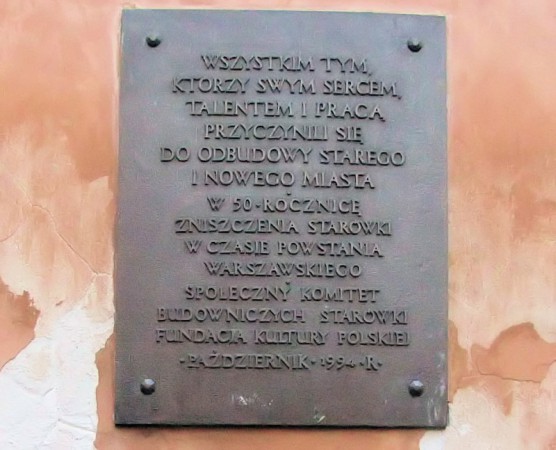 WSZYSTKIM TYM,
KTÓRZY SWYM SERCEM,
TALENTEM I PRACĄ
PRZYCZYNILI SIĘ
DO ODBUDOWY STAREGO
I NOWEGO MIASTA
W 50-ROCZNICĘ
ZNISZCZENIA STARÓWKI
W CZASIE POWSTANIA
WARSZAWSKIEGO
SPOŁECZNY KOMITET
BUDOWNICZYCH STARÓWKI
FUNDACJA KULTURY POLSKIEJ
·PAŹDZIERNIK·1994·R·